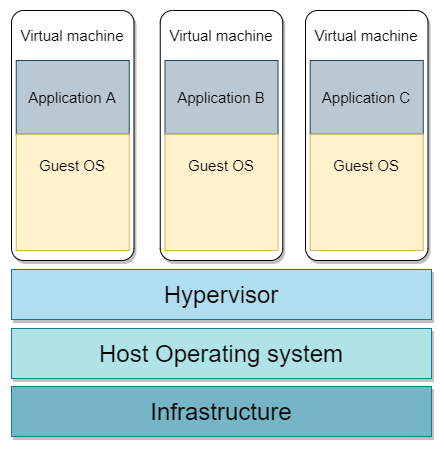 Virtual machine
Virtual machine
Virtual machine
Application A
Application B
Application C
Guest OS
Guest OS
Guest OS
Hypervisor
Host Operating system
Infrastructure